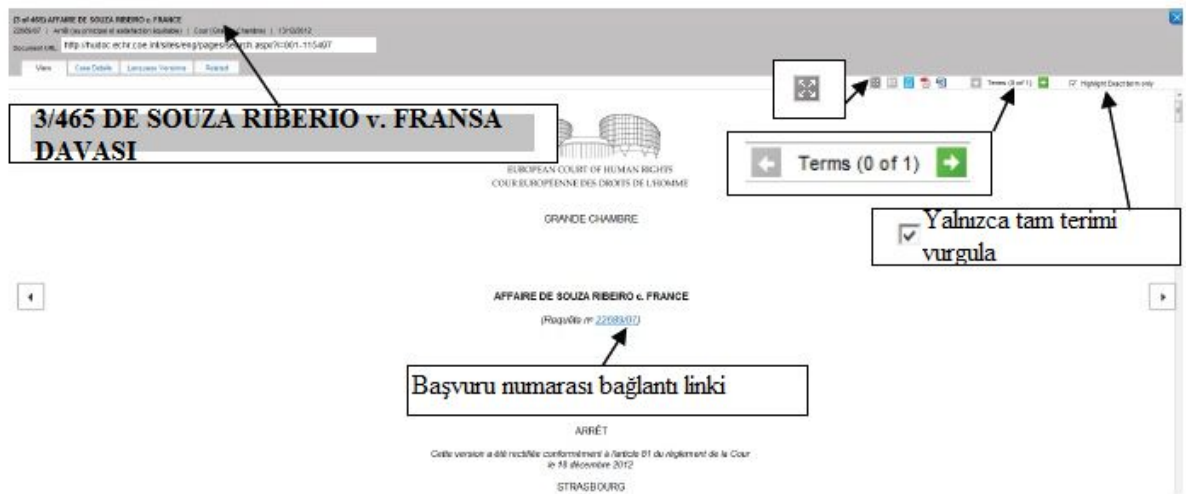 (3 of 465) AFFAIRE DE SOUZA RIBEIRO c. FRANCE
22689/07 | Arrêt (au principal et satisfaction équitable) | Cour (Grande Chambre) | 13/12/2012
Document URL http://hudoc.echr.coe.int/sites/eng/pages/search.aspx?i=001-115497
View Case Details Language Versions Related
Terms (0 of 1) Highlight Exact term only
3/465 DE SOUZA RIBERIO v. FRANSA
DAVASI
Terms (0 of 1)
EUROPEAN COURT OF HUMAN RIGHTS
COUR EUROPÉENNE DES DROITS DE L'HOMME
GRANDE CHAMBRE
Yalnızca tam terimi
vurgula
AFFAIRE DE SOUZA RIBEIRO c. FRANCE
(Requête nº 22689/07)
Başvuru numarası bağlantı linki
ARRÊT
Cette version a été rectifiée conformément à l'article 81 du règlement de la Cour
le 18 décembre 2012
STRASBOURG